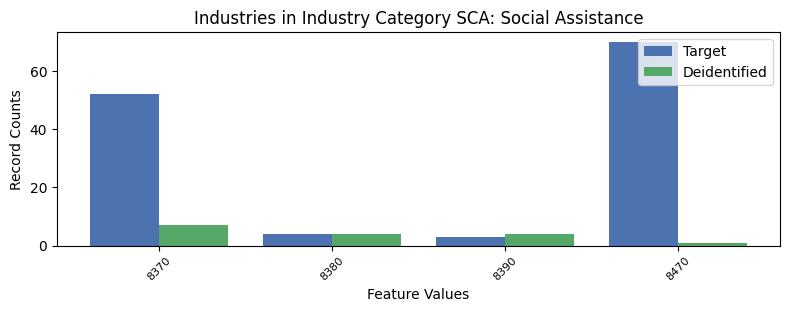 Industries in Industry Category SCA: Social Assistance
Target
Deidentified
Record Counts
60
40
20
0
8370
8380
8390
8470
Feature Values